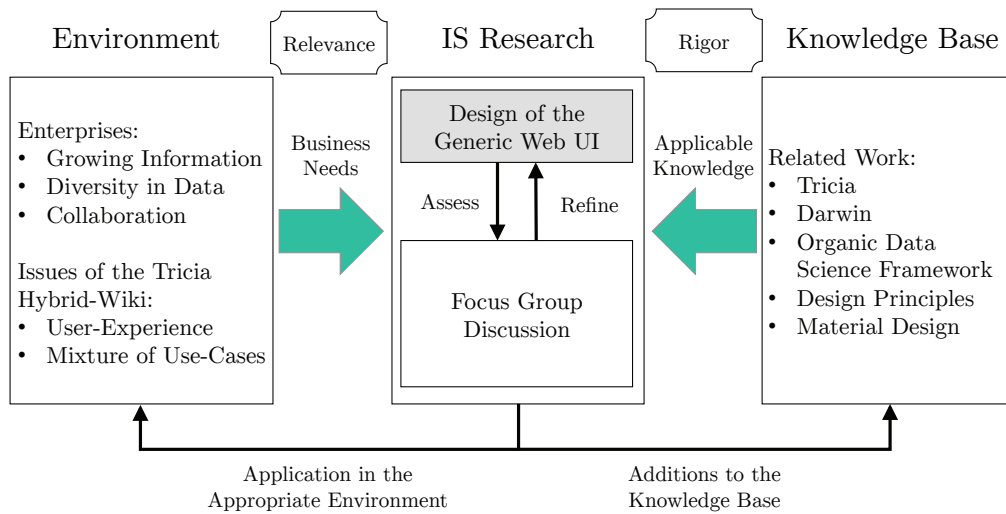 Environment
Relevance
IS Research
Rigor
Knowledge Base
Enterprises:
• Growing Information
• Diversity in Data
• Collaboration
Issues of the Tricia
Hybrid-Wiki:
• User-Experience
• Mixture of Use-Cases
Business
Needs
Design of the
Generic Web UI
Assess
Refine
Focus Group
Discussion
Applicable
Knowledge
Related Work:
• Tricia
• Darwin
• Organic Data
Science Framework
• Design Principles
• Material Design
Application in the
Appropriate Environment
Additions to the
Knowledge Base